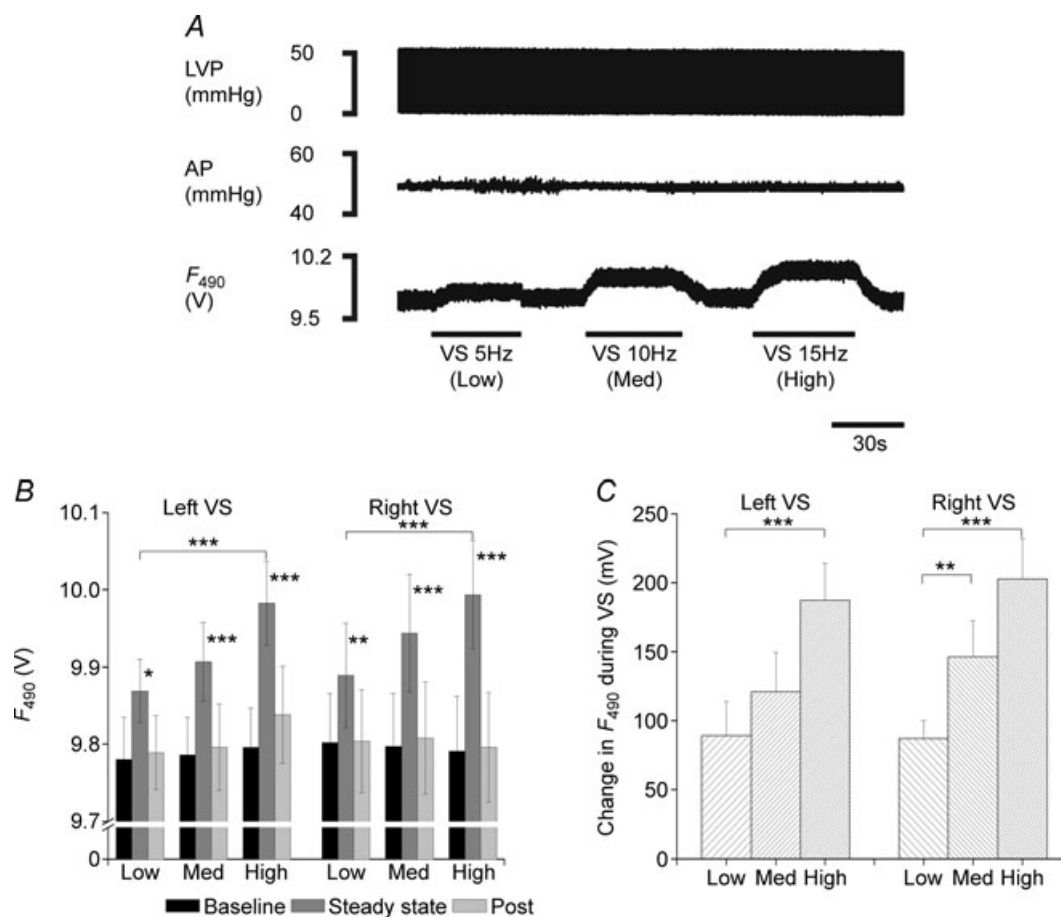 A
LVP
(mmHg)
50
0
AP
(mmHg)
60
40
F490
(V)
10.2
9.5
VS 5Hz
(Low)
VS 10Hz
(Med)
VS 15Hz
(High)
30s
B
Left VS
Right VS
***
***
* *** *** ** *** ***
F490 (V)
10.1
10.0
9.9
9.8
9.7
0
Low Med High Low Med High
Baseline Steady state Post
C
Left VS
Right VS
***
***
**
Change in F490 during VS (mV)
250
200
150
100
50
0
Low Med High Low Med High